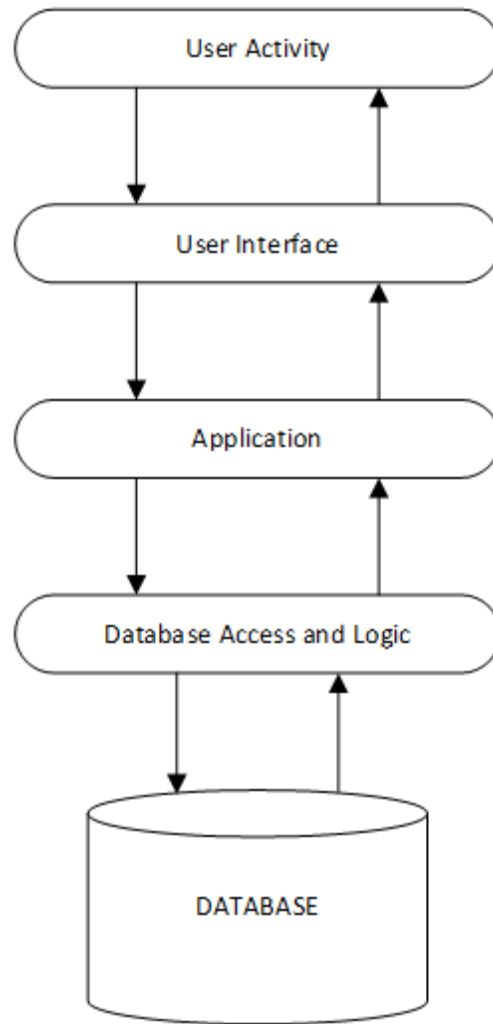 User Activity
User Interface
Application
Database Access and Logic
DATABASE